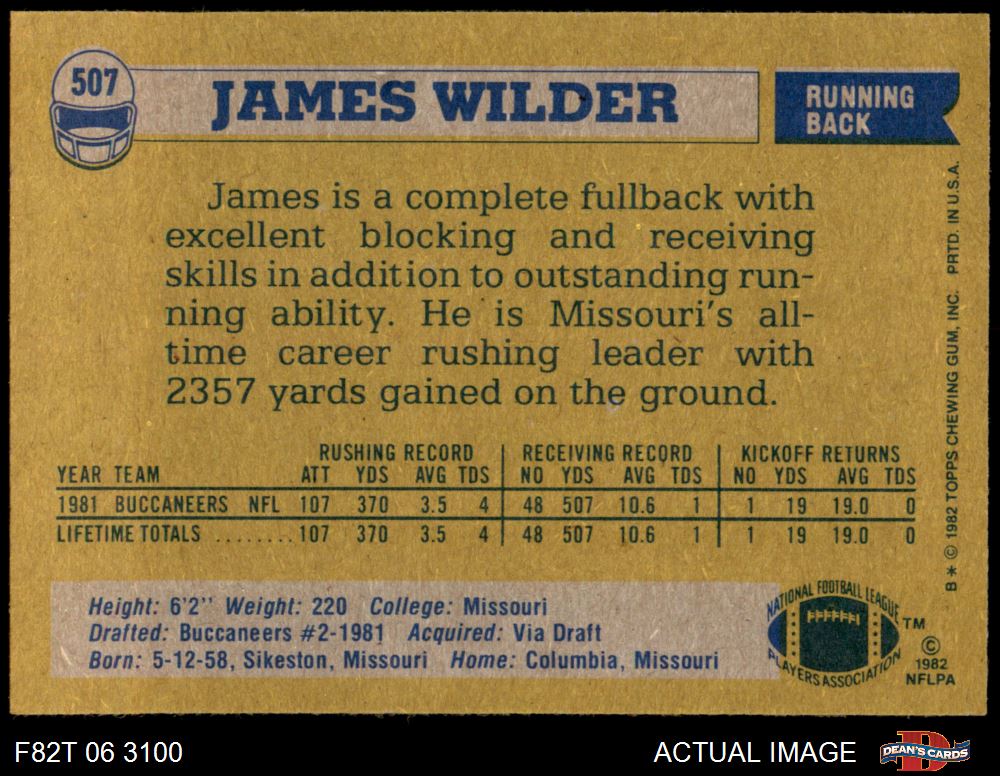 507
JAMES WILDER
RUNNING
BACK
James is a complete fullback with
excellent blocking and receiving
skills in addition to outstanding run-
ning ability. He is Missouri's all-
time career rushing leader with
2357 yards gained on the ground.
RUSHING RECORD RECEIVING RECORD KICKOFF RETURNS
YEAR TEAM ATT YDS AVG TDS NO YDS AVG TDS NO YDS AVG TDS
1981 BUCCANEERS NFL 107 370 3.5 4 48 507 10.6 1 1 19 19.0 0
LIFETIME TOTALS ........ 107 370 3.5 4 48 507 10.6 1 1 19 19.0 0
Height: 6'2" Weight: 220 College: Missouri
Drafted: Buccaneers #2-1981 Acquired: Via Draft
Born: 5-12-58, Sikeston, Missouri Home: Columbia, Missouri
NATIONAL FOOTBALL LEAGUE
PLAYERS ASSOCIATION
TM
©
1982
NFLPA
B * © 1982 TOPPS CHEWING GUM, INC. PRTD. IN U.S.A.
F82T 06 3100
ACTUAL IMAGE
D
DEAN'S CARDS